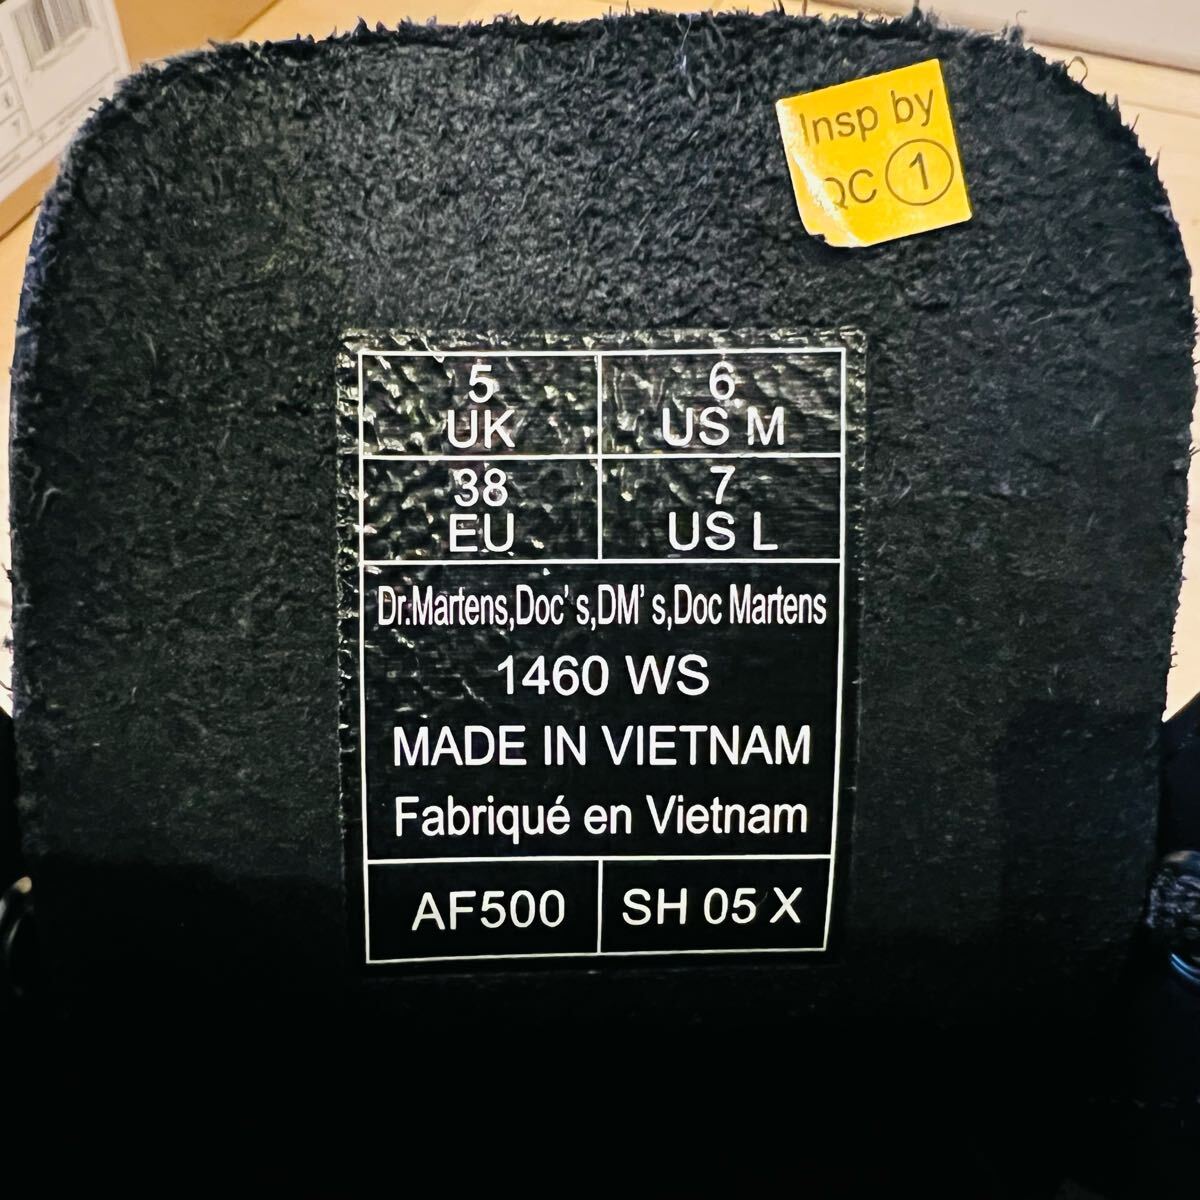 Insp by
QC 1
5 6
UK US M
38 7
EU US L
Dr.Martens,Doc's,DM's,Doc Martens
1460 WS
MADE IN VIETNAM
Fabriqué en Vietnam
AF500 SH 05 X